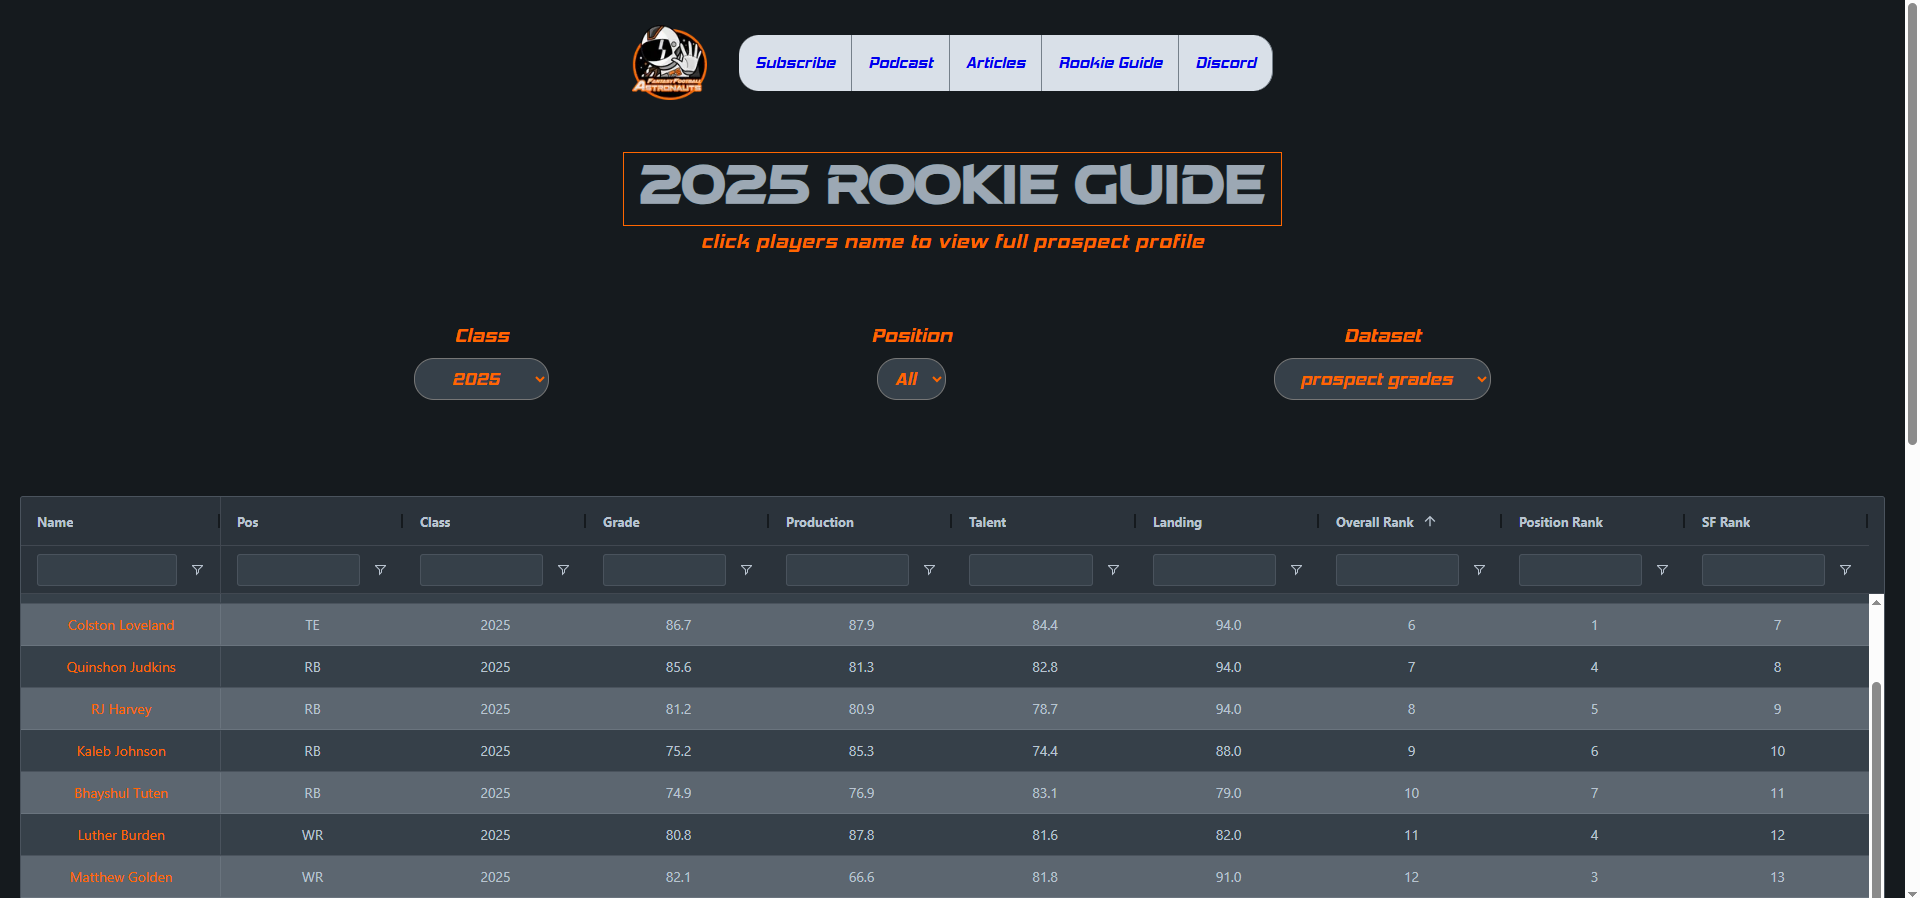 FANTASY FOOTBALL
ASTRONAUTS
Subscribe Podcast Articles Rookie Guide Discord
2025 ROOKIE GUIDE
click players name to view full prospect profile
Class Position Dataset
2025 All prospect grades
Name Pos Class Grade Production Talent Landing Overall Rank Position Rank SF Rank
Colston Loveland TE 2025 86.7 87.9 84.4 94.0 6 1 7
Quinshon Judkins RB 2025 85.6 81.3 82.8 94.0 7 4 8
RJ Harvey RB 2025 81.2 80.9 78.7 94.0 8 5 9
Kaleb Johnson RB 2025 75.2 85.3 74.4 88.0 9 6 10
Bhayshul Tuten RB 2025 74.9 76.9 83.1 79.0 10 7 11
Luther Burden WR 2025 80.8 87.8 81.6 82.0 11 4 12
Matthew Golden WR 2025 82.1 66.6 81.8 91.0 12 3 13